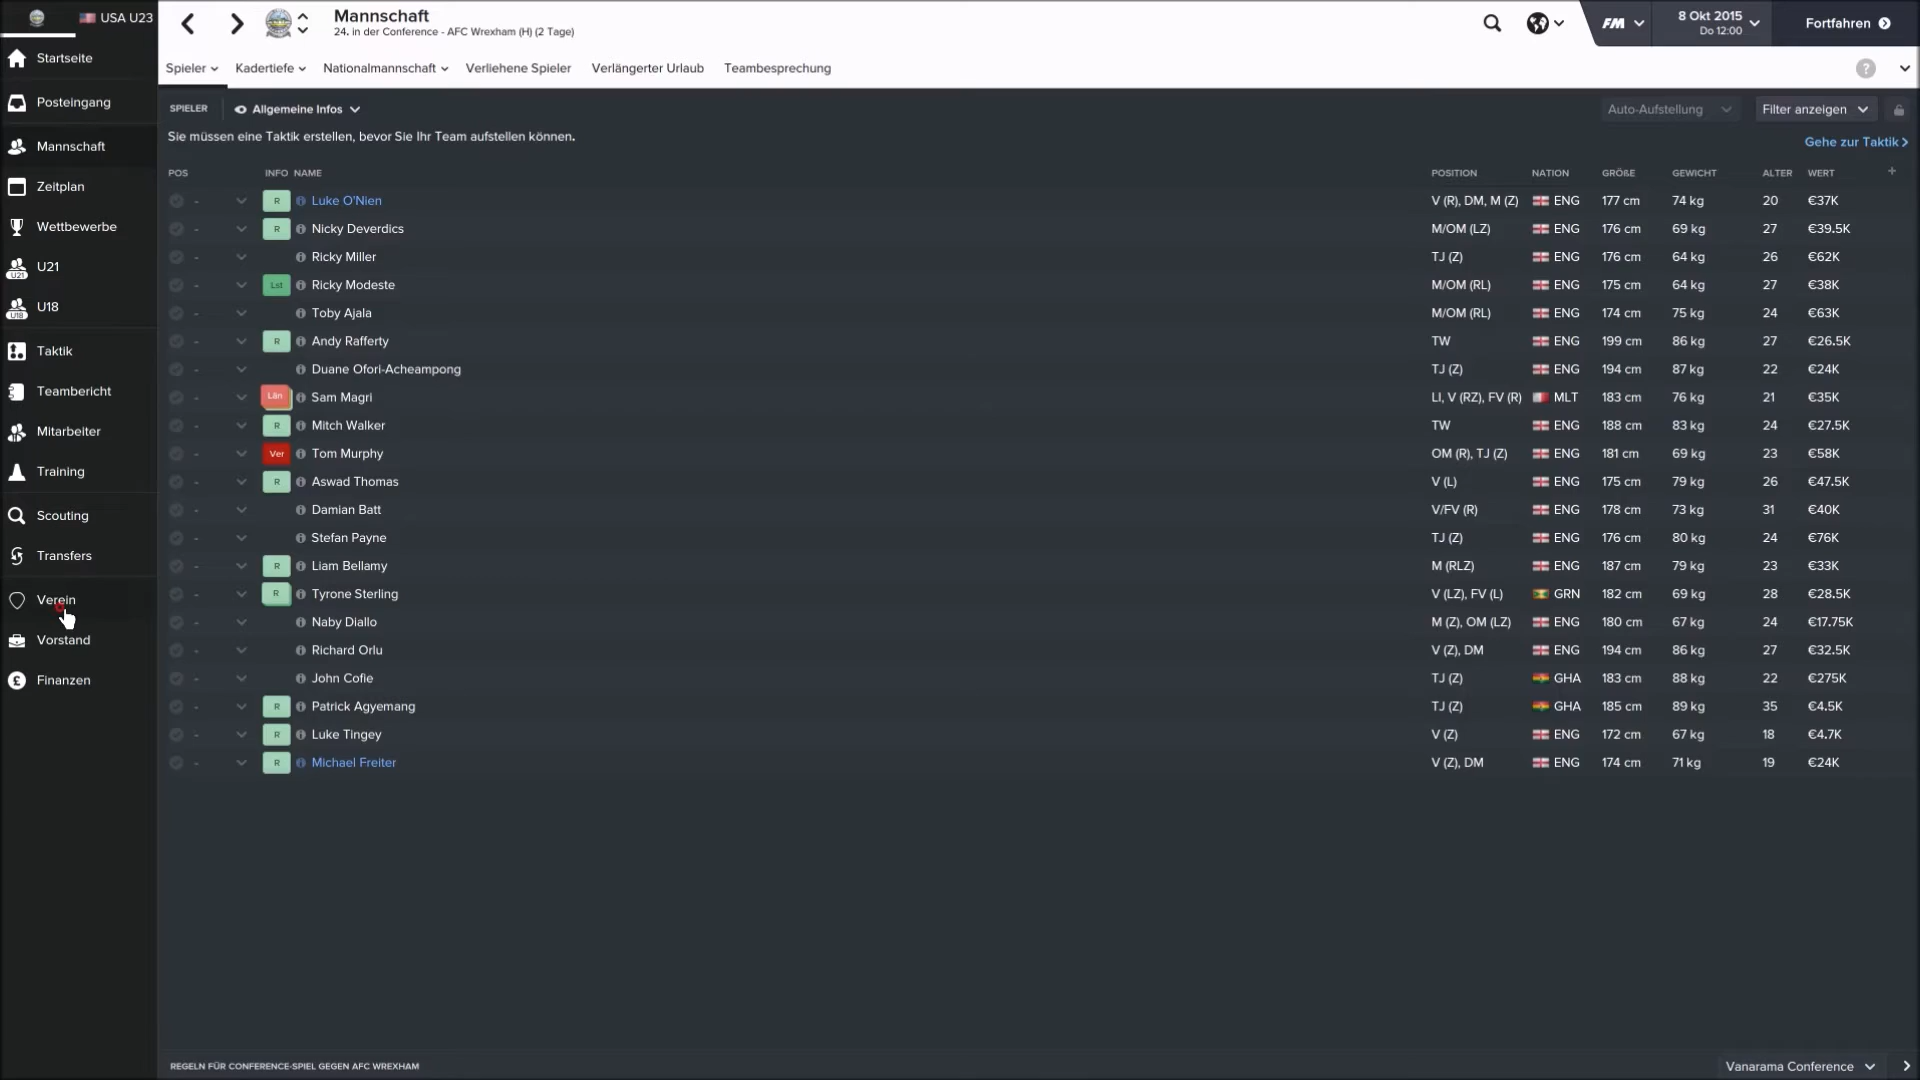 USA U23
Mannschaft
24. in der Conference - AFC Wrexham (H) (2 Tage)
FM
8 Okt 2015
Do 12:00
Fortfahren
Startseite
Posteingang
Mannschaft
Zeitplan
Wettbewerbe
U21
U18
Taktik
Teambericht
Mitarbeiter
Training
Scouting
Transfers
Verein
Vorstand
Finanzen
Spieler Kadertiefe Nationalmannschaft Verliehene Spieler Verlängerter Urlaub Teambesprechung ?
SPIELER Allgemeine Infos Auto-Aufstellung Filter anzeigen
Sie müssen eine Taktik erstellen, bevor Sie Ihr Team aufstellen können.
Gehe zur Taktik
POS INFO NAME POSITION NATION GRÖßE GEWICHT ALTER WERT +
- R Luke O'Nien V (R), DM, M (Z) ENG 177 cm 74 kg 20 €37K
- R Nicky Deverdics M/OM (LZ) ENG 176 cm 69 kg 27 €39.5K
- Ricky Miller TJ (Z) ENG 176 cm 64 kg 26 €62K
- Lst Ricky Modeste M/OM (RL) ENG 175 cm 64 kg 27 €38K
- Toby Ajala M/OM (RL) ENG 174 cm 75 kg 24 €63K
- R Andy Rafferty TW ENG 199 cm 86 kg 27 €26.5K
- Duane Ofori-Acheampong TJ (Z) ENG 194 cm 87 kg 22 €24K
- Län Sam Magri LI, V (RZ), FV (R) MLT 183 cm 76 kg 21 €35K
- R Mitch Walker TW ENG 188 cm 83 kg 24 €27.5K
- Ver Tom Murphy OM (R), TJ (Z) ENG 181 cm 69 kg 23 €58K
- R Aswad Thomas V (L) ENG 175 cm 79 kg 26 €47.5K
- Damian Batt V/FV (R) ENG 178 cm 73 kg 31 €40K
- Stefan Payne TJ (Z) ENG 176 cm 80 kg 24 €76K
- R Liam Bellamy M (RLZ) ENG 187 cm 79 kg 23 €33K
- R Tyrone Sterling V (LZ), FV (L) GRN 182 cm 69 kg 28 €28.5K
- Naby Diallo M (Z), OM (LZ) ENG 180 cm 67 kg 24 €17.75K
- Richard Orlu V (Z), DM ENG 194 cm 86 kg 27 €32.5K
- John Cofie TJ (Z) GHA 183 cm 88 kg 22 €275K
- R Patrick Agyemang TJ (Z) GHA 185 cm 89 kg 35 €4.5K
- R Luke Tingey V (Z) ENG 172 cm 67 kg 18 €4.7K
- R Michael Freiter V (Z), DM ENG 174 cm 71 kg 19 €24K
REGELN FÜR CONFERENCE-SPIEL GEGEN AFC WREXHAM
Vanarama Conference